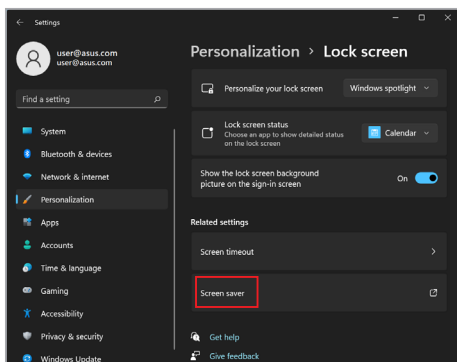 Settings
user@asus.com
user@asus.com
Find a setting
System
Bluetooth & devices
Network & internet
Personalization
Apps
Accounts
Time & language
Gaming
Accessibility
Privacy & security
Windows Update
Personalization > Lock screen
Personalize your lock screen
Windows spotlight
Lock screen status
Choose an app to show detailed status
on the lock screen
Calendar
Show the lock screen background
picture on the sign-in screen
On
Related settings
Screen timeout
Screen saver
Get help
Give feedback